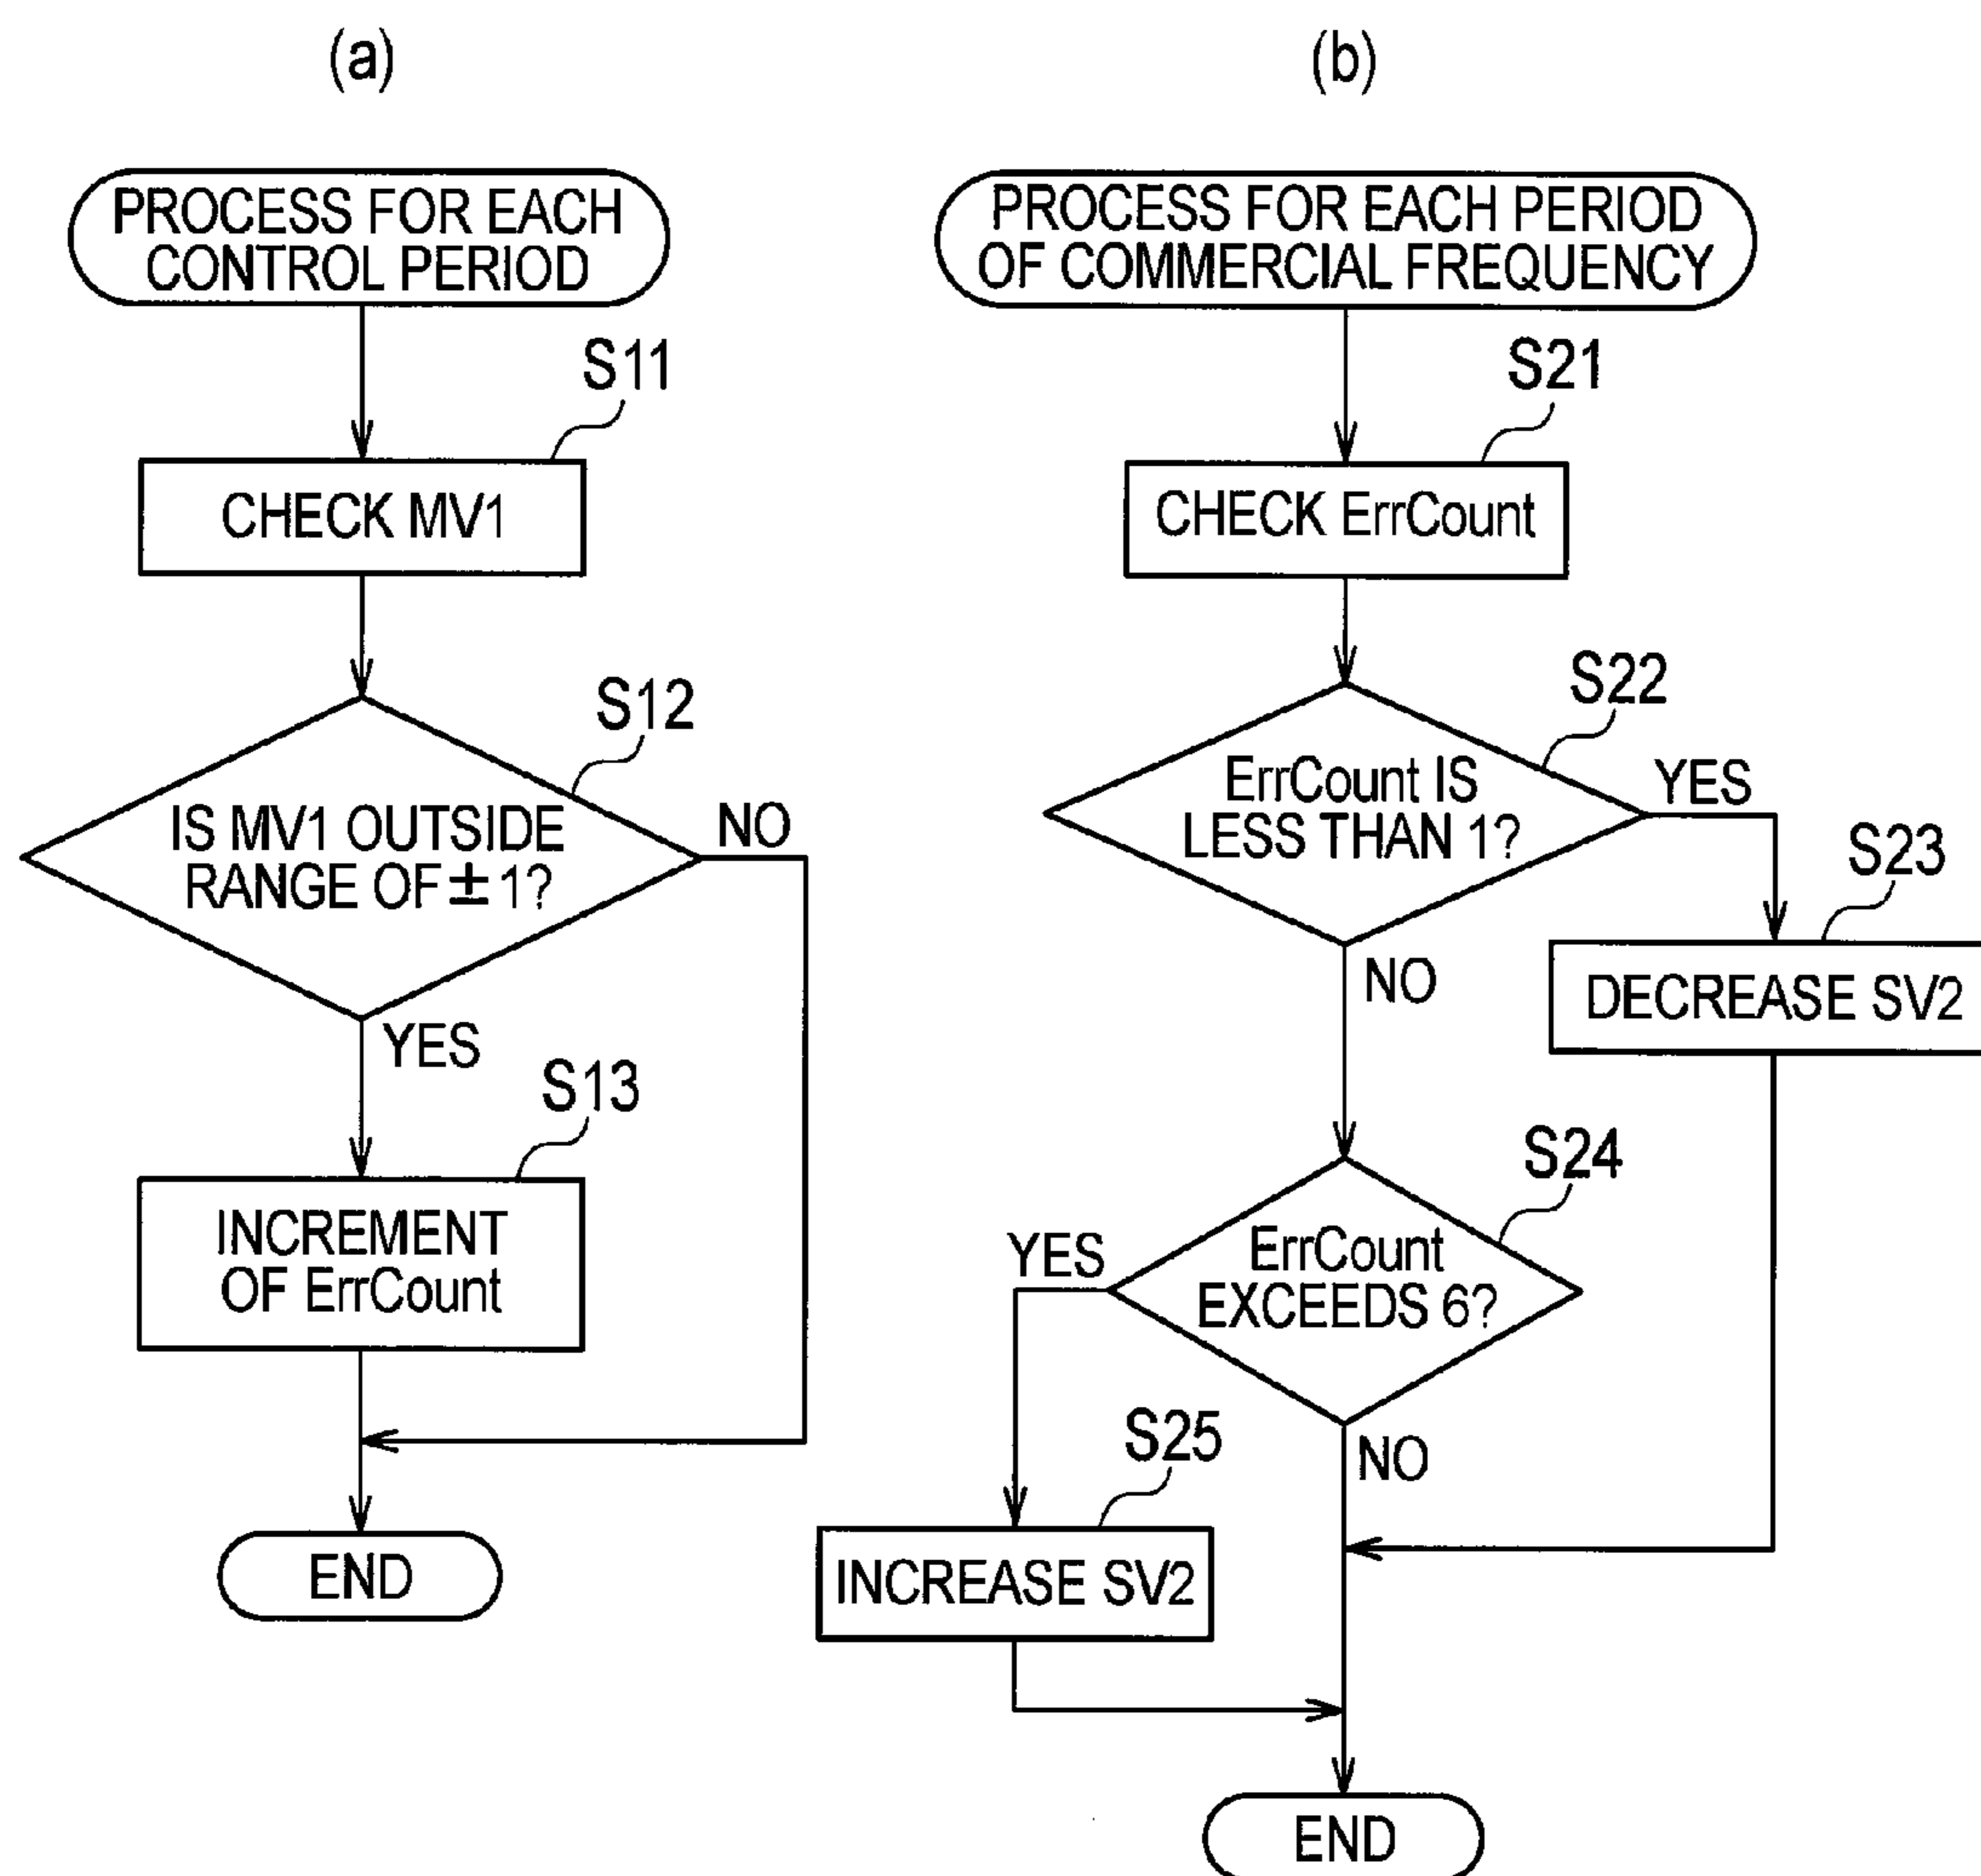 (a)
PROCESS FOR EACH
CONTROL PERIOD
S11
CHECK MV1
S12
IS MV1 OUTSIDE
RANGE OF ± 1?
NO
YES
S13
INCREMENT
OF ErrCount
END
(b)
PROCESS FOR EACH PERIOD
OF COMMERCIAL FREQUENCY
S21
CHECK ErrCount
S22
ErrCount IS
LESS THAN 1?
YES
S23
NO
DECREASE SV2
S24
YES
ErrCount
EXCEEDS 6?
S25
NO
INCREASE SV2
END